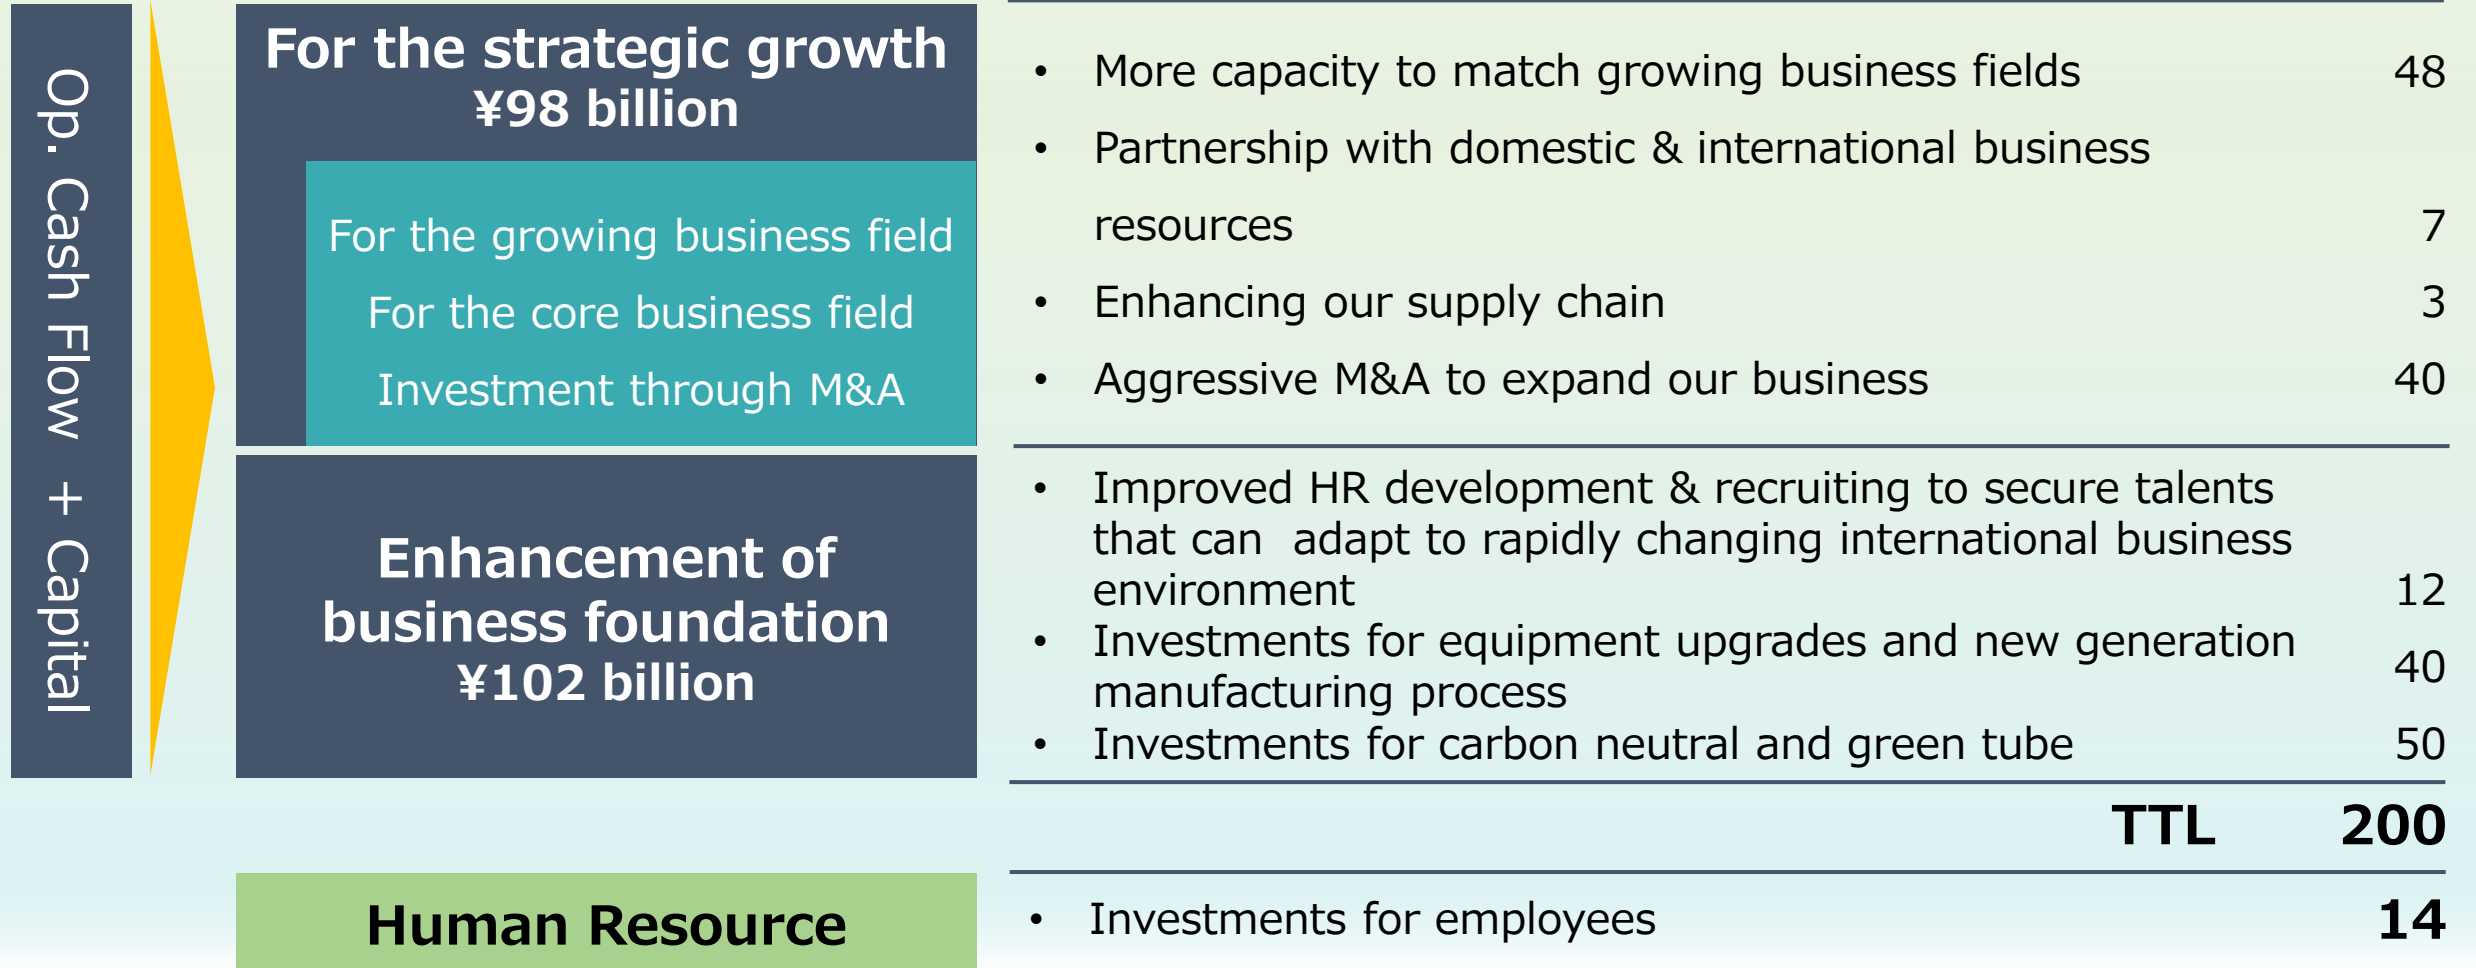 Op. Cash Flow + Capital
For the strategic growth
¥98 billion
For the growing business field
For the core business field
Investment through M&A
• More capacity to match growing business fields 48
• Partnership with domestic & international business
resources 7
• Enhancing our supply chain 3
• Aggressive M&A to expand our business 40
Enhancement of
business foundation
¥102 billion
• Improved HR development & recruiting to secure talents
that can  adapt to rapidly changing international business
environment 12
• Investments for equipment upgrades and new generation
manufacturing process 40
• Investments for carbon neutral and green tube 50
TTL 200
Human Resource
• Investments for employees 14